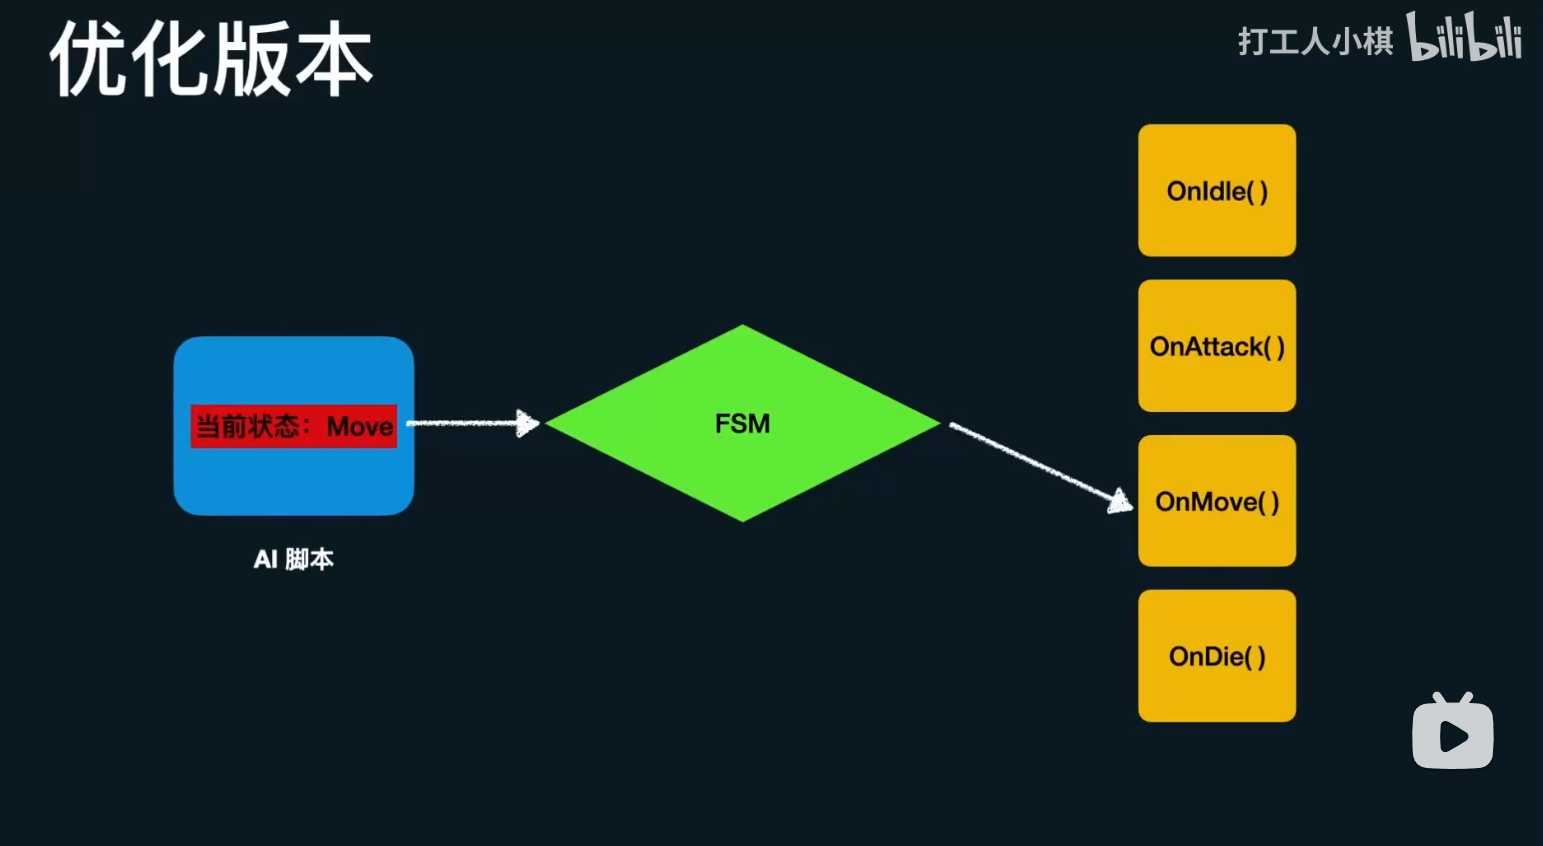 优化版本
打工人小棋 bilibili
OnIdle( )
OnAttack( )
当前状态：Move
FSM
OnMove( )
AI 脚本
OnDie( )